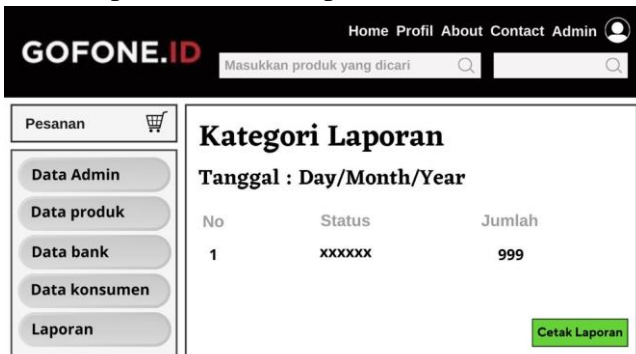 Home Profil About Contact Admin
GOFONE.ID
Masukkan produk yang dicari
Pesanan
Data Admin
Data produk
Data bank
Data konsumen
Laporan
Kategori Laporan
Tanggal : Day/Month/Year
No Status Jumlah
1 xxxxxx 999
Cetak Laporan